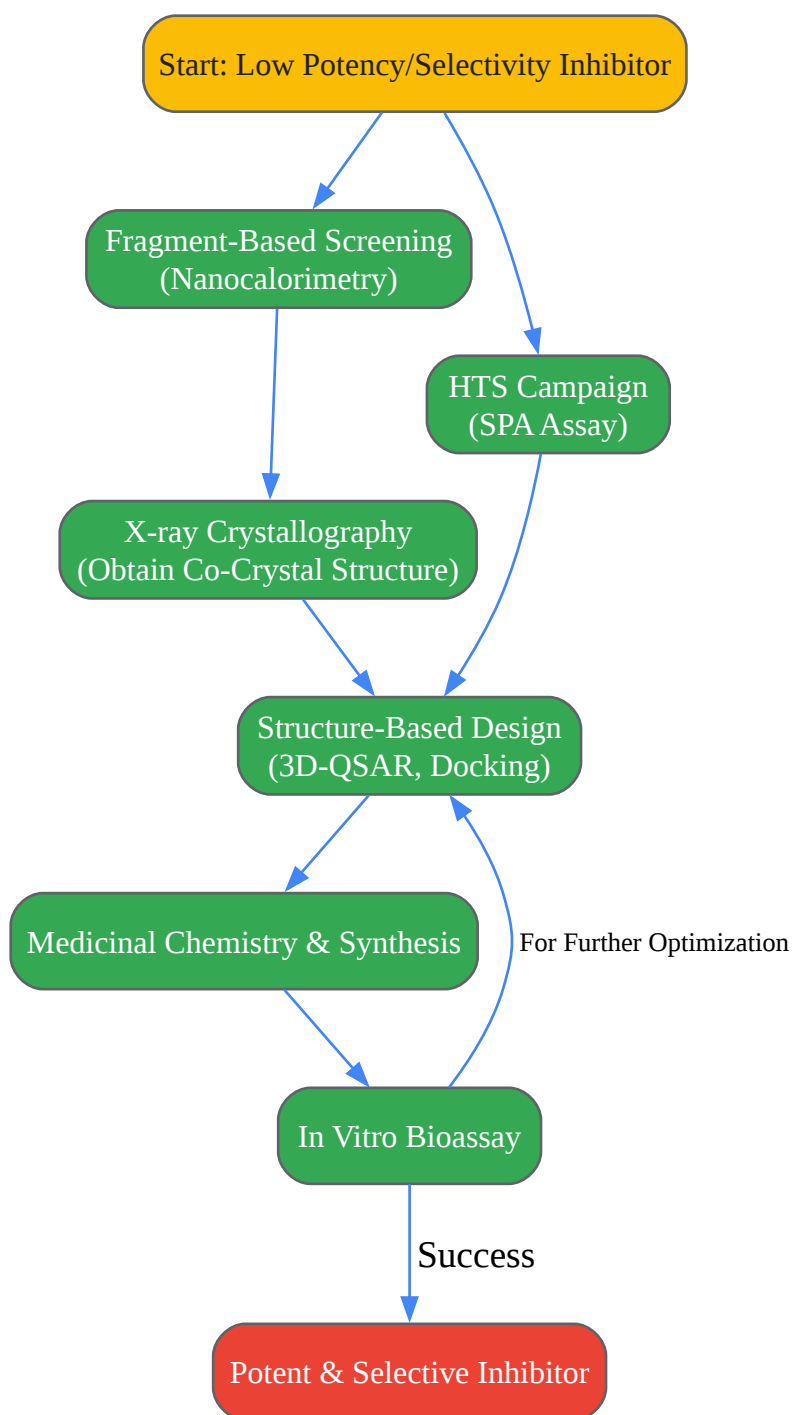 Start: Low Potency/Selectivity Inhibitor
Fragment-Based Screening
(Nanocalorimetry)
HTS Campaign
(SPA Assay)
X-ray Crystallography
(Obtain Co-Crystal Structure)
Structure-Based Design
(3D-QSAR, Docking)
Medicinal Chemistry & Synthesis
For Further Optimization
In Vitro Bioassay
Success
Potent & Selective Inhibitor